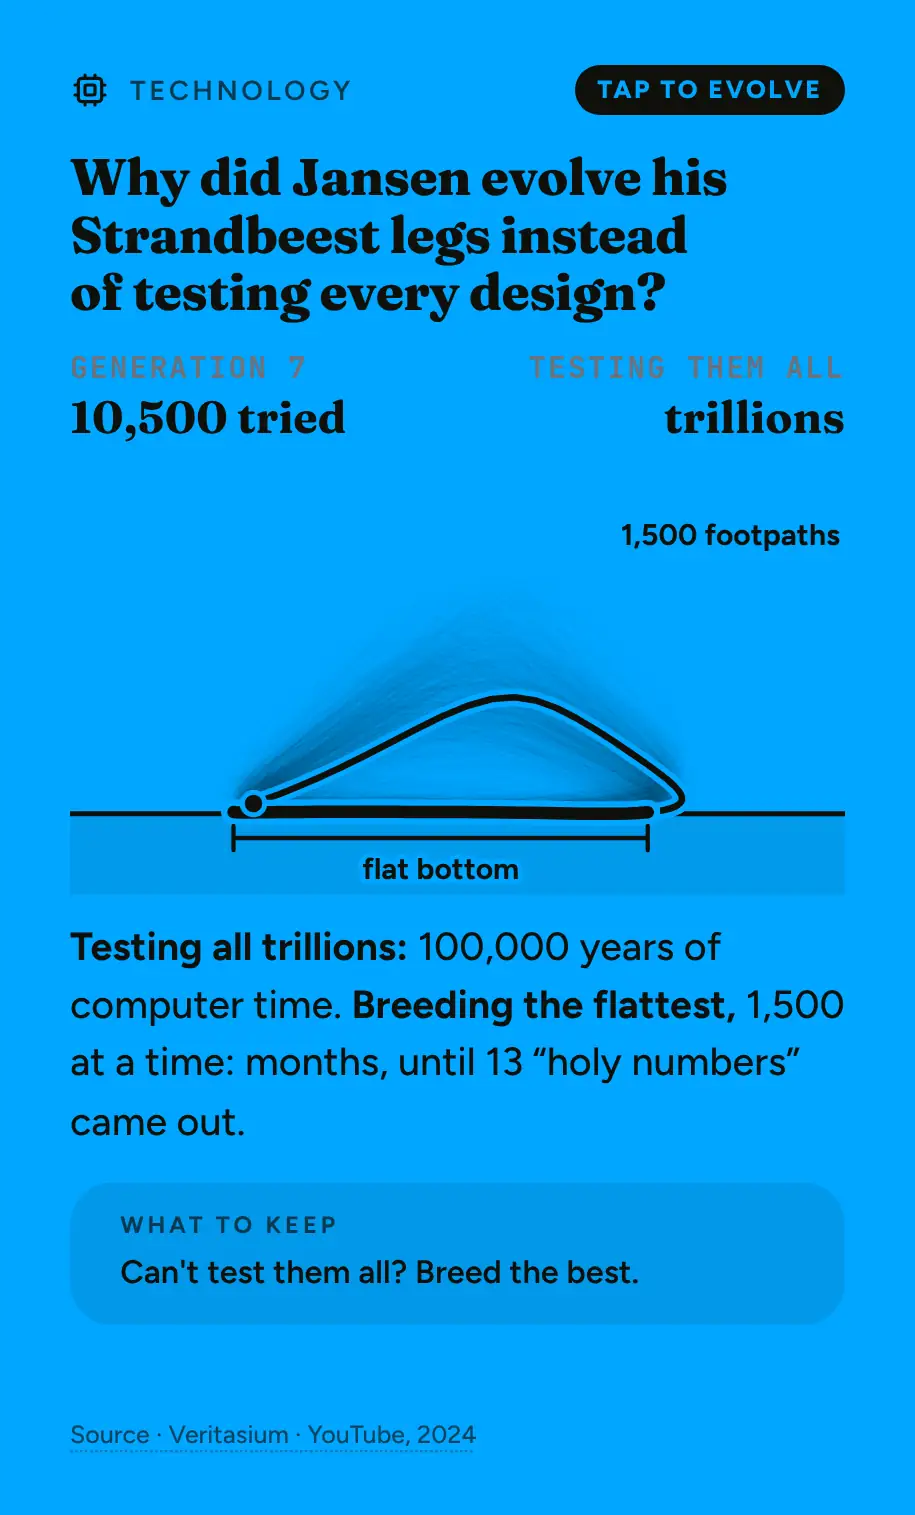 TECHNOLOGY
TAP TO EVOLVE
Why did Jansen evolve his
Strandbeest legs instead
of testing every design?
GENERATION 7
TESTING THEM ALL
10,500 tried
trillions
1,500 footpaths
flat bottom
Testing all trillions: 100,000 years of
computer time. Breeding the flattest, 1,500
at a time: months, until 13 “holy numbers”
came out.
WHAT TO KEEP
Can't test them all? Breed the best.
Source · Veritasium · YouTube, 2024